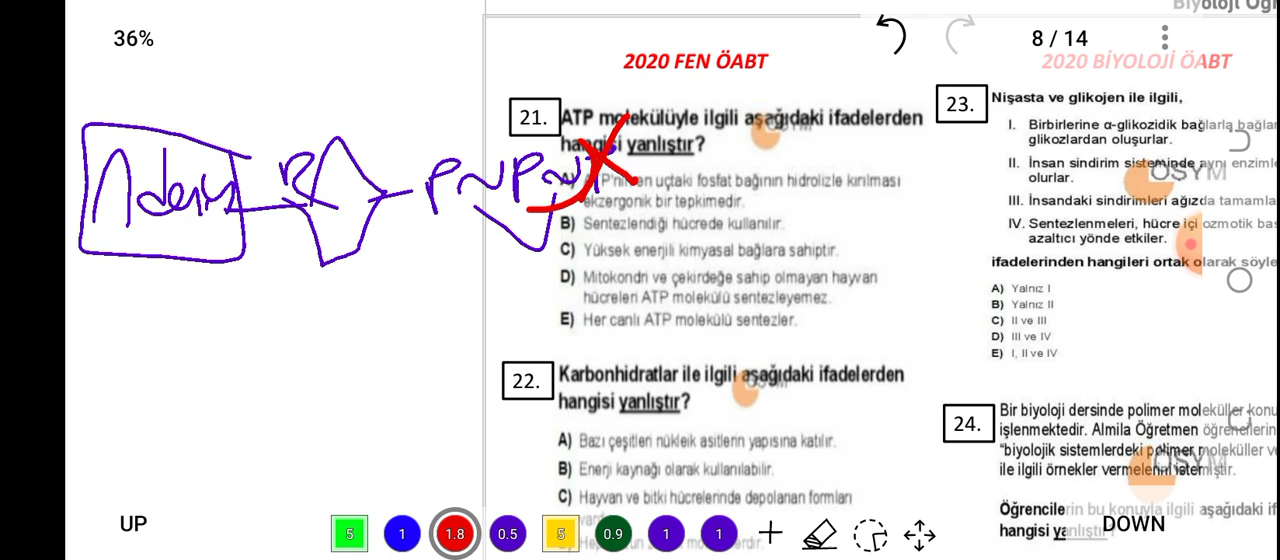 Biyoloji Öğr
36%
8 / 14
2020 FEN ÖABT
2020 BİYOLOJİ ÖABT
Adenin
R
P~P~P
21.
ATP molekülüyle ilgili aşağıdaki ifadelerden
hangisi yanlıştır?
A) ATP'nin en uçtaki fosfat bağının hidrolizle kırılması
ekzergonik bir tepkimedir.
B) Sentezlendiği hücrede kullanılır.
C) Yüksek enerjili kimyasal bağlara sahiptir.
D) Mitokondri ve çekirdeğe sahip olmayan hayvan
hücreleri ATP molekülü sentezleyemez.
E) Her canlı ATP molekülü sentezler.
22.
Karbonhidratlar ile ilgili aşağıdaki ifadelerden
hangisi yanlıştır?
A) Bazı çeşitleri nükleik asitlerin yapısına katılır.
B) Enerji kaynağı olarak kullanılabilir.
C) Hayvan ve bitki hücrelerinde depolanan formları
23.
Nişasta ve glikojen ile ilgili,
I. Birbirlerine α-glikozidik bağlarla bağlan
glikozlardan oluşurlar.
II. İnsan sindirim sisteminde aynı enzimle
olurlar.
III. İnsandaki sindirimleri ağızda tamamla
IV. Sentezlenmeleri, hücre içi ozmotik bas
azaltıcı yönde etkiler.
ifadelerinden hangileri ortak olarak söyle
A) Yalnız I
B) Yalnız II
C) II ve III
D) III ve IV
E) I, II ve IV
24.
Bir biyoloji dersinde polimer moleküller konu
işlenmektedir. Almila Öğretmen öğrencilerin
"biyolojik sistemlerdeki polimer moleküller v
ile ilgili örnekler vermelerini istemiştir.
Öğrencilerin bu konuyla ilgili aşağıdaki if
hangisi yanlıştır?
ÖSYM
ÖSYM
ÖSYM
ÖSYM
UP
5
1
1.8
0.5
5
0.9
1
1
DOWN